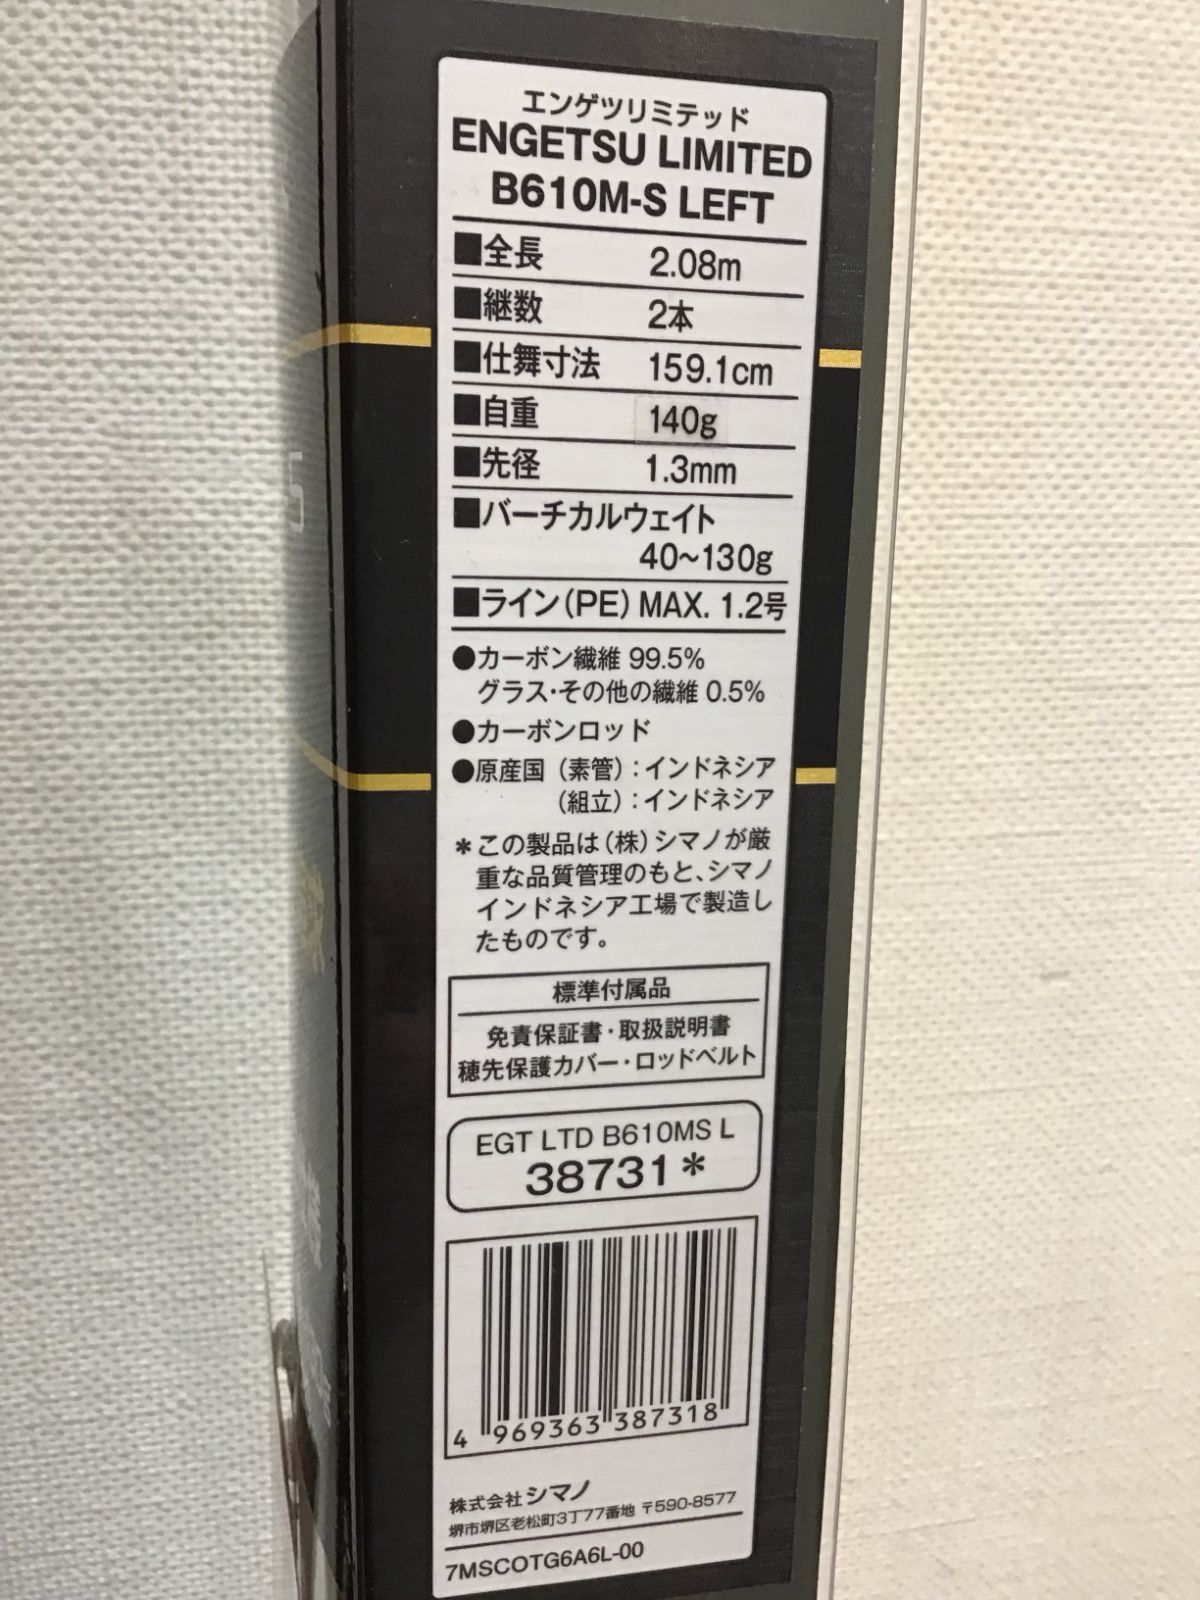 エンゲツリミテッド
ENGETSU LIMITED
B610M-S LEFT
■全長 2.08m
■継数 2本
■仕舞寸法 159.1cm
■自重 140g
■先径 1.3mm
■バーチカルウェイト
40~130g
■ライン(PE) MAX. 1.2号
●カーボン繊維 99.5%
グラス・その他の繊維 0.5%
●カーボンロッド
●原産国(素管):インドネシア
(組立):インドネシア
*この製品は(株)シマノが厳
重な品質管理のもと、シマノ
インドネシア工場で製造し
たものです。
標準付属品
免責保証書・取扱説明書
穂先保護カバー・ロッドベルト
EGT LTD B610MS L
38731*
4 969363 387318
株式会社シマノ
堺市堺区老松町3丁77番地 〒590-8577
7MSCOTG6A6L-00